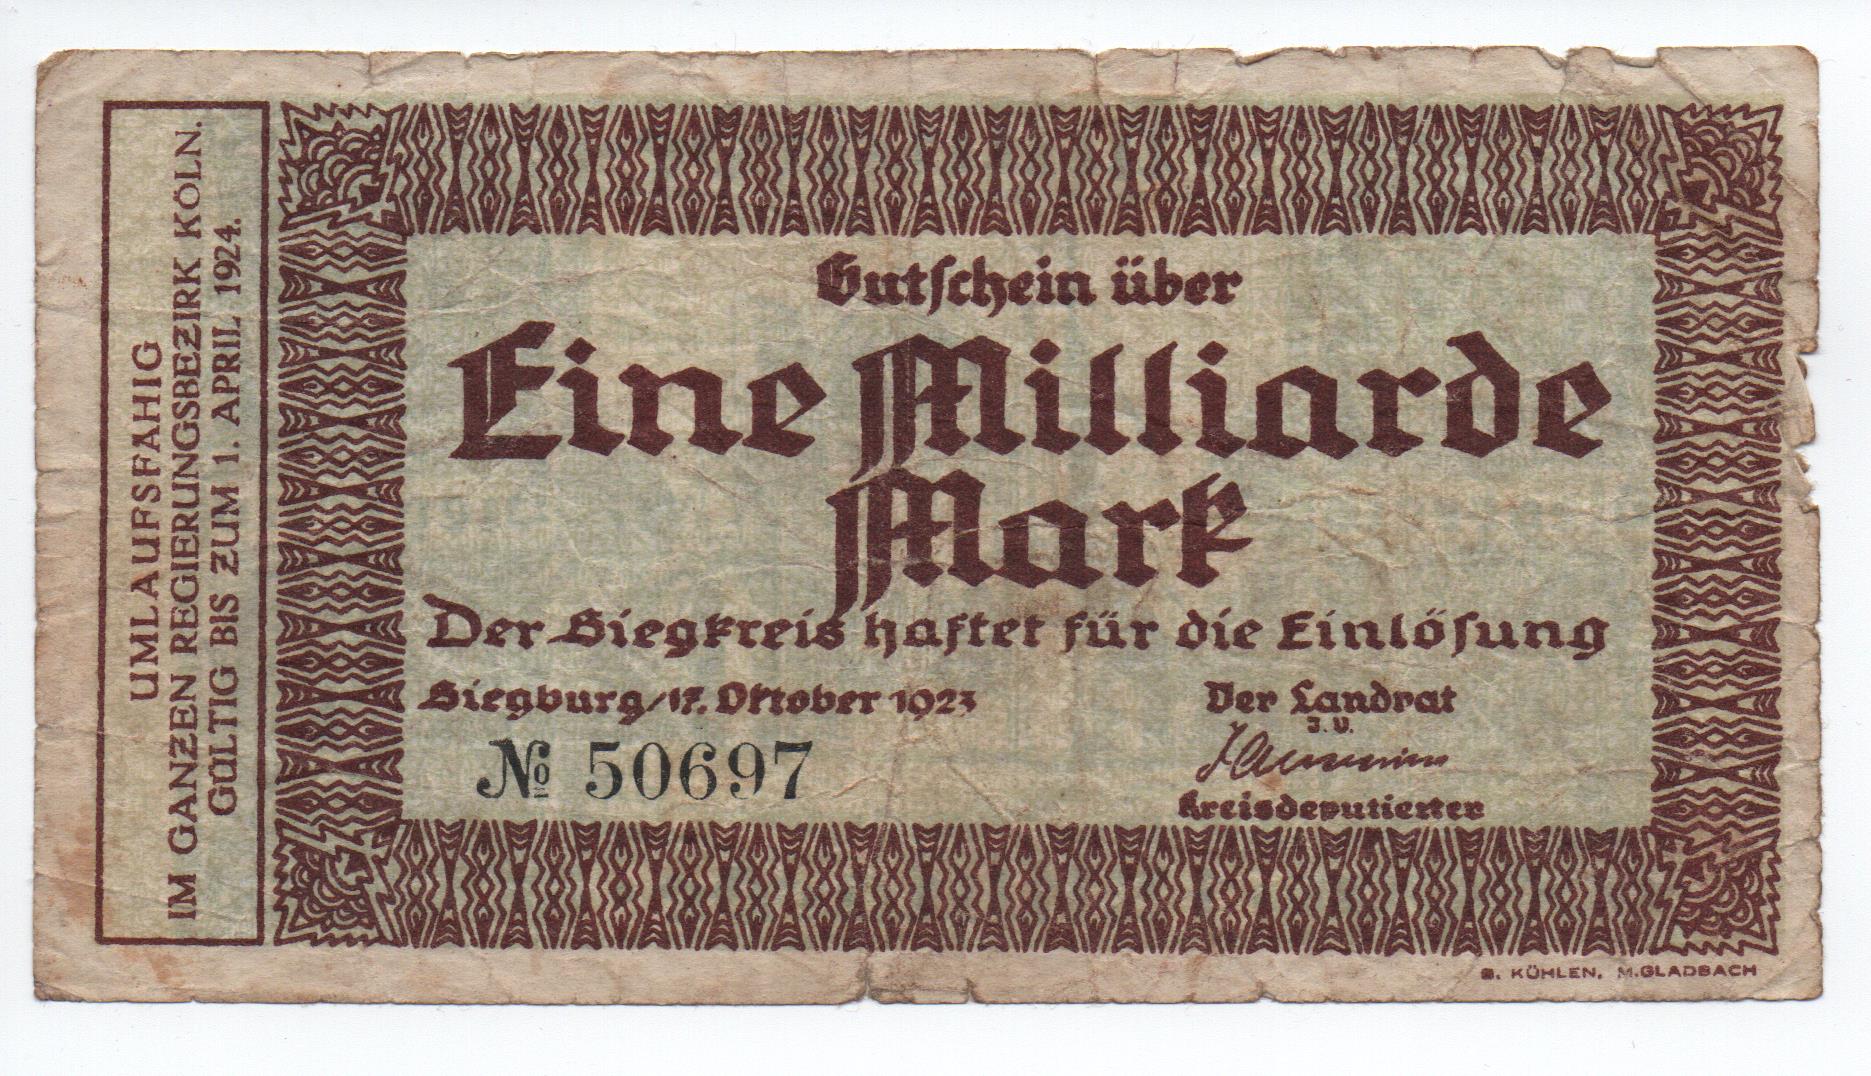 UMLAUFSFÄHIG
IM GANZEN REGIERUNGSBEZIRK KÖLN.
GÜLTIG BIS ZUM 1. APRIL 1924.
Gutschein über
Eine Milliarde
Mark
Der Siegkreis haftet für die Einlösung
Siegburg, 17. Oktober 1923
№ 50697
Der Landrat
J.V.
Kreisdeputierter
B. KÜHLEN, M.GLADBACH